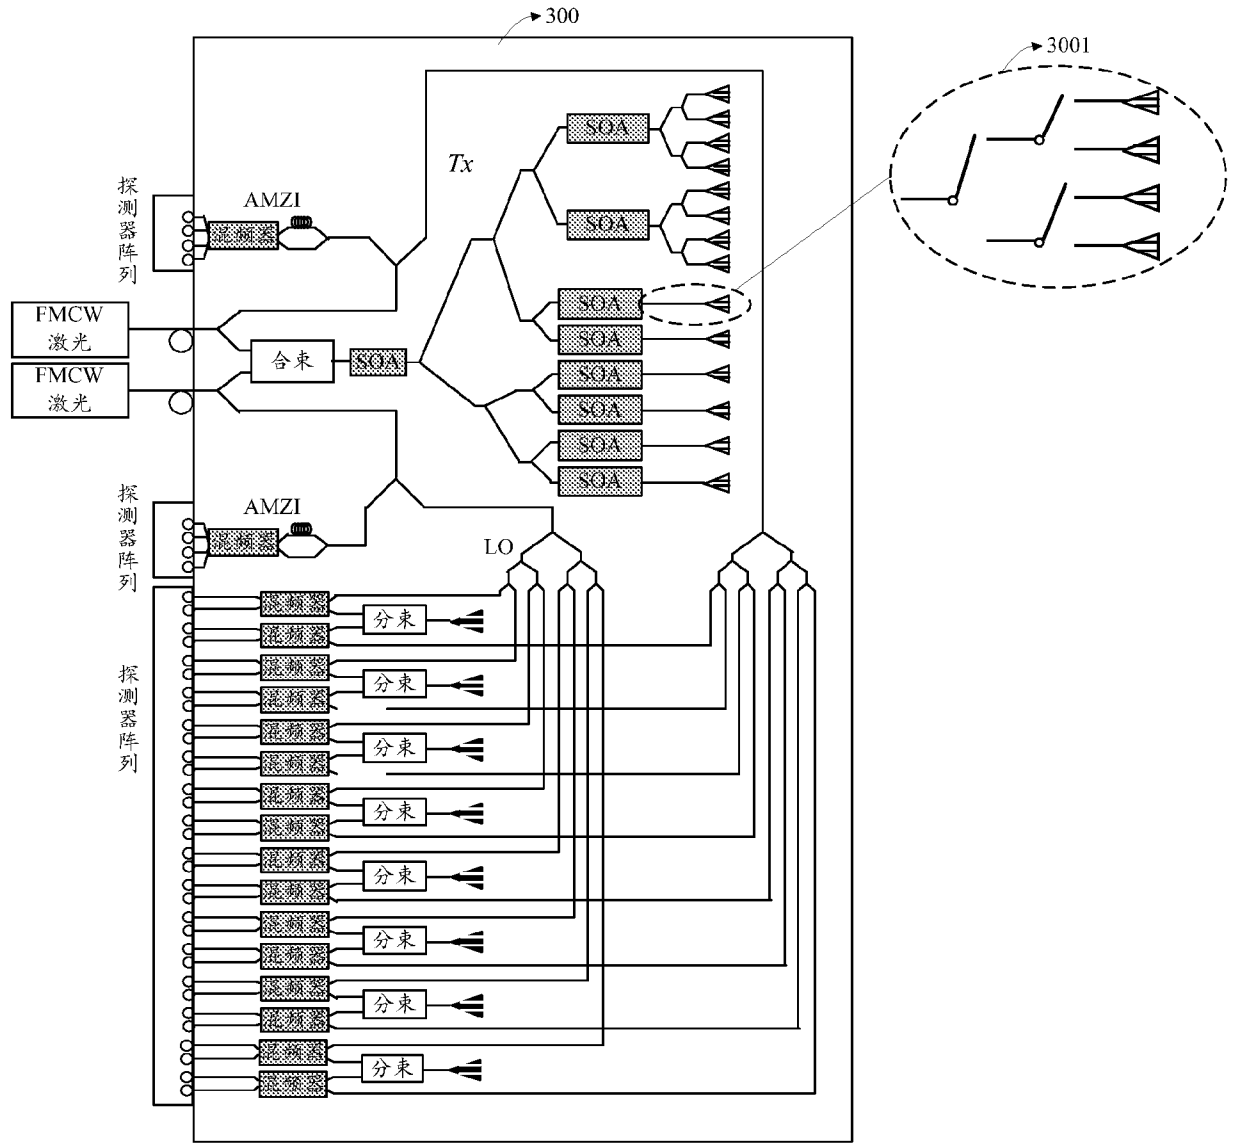 300
3001
Tx
SOA
探测器阵列
AMZI
混频器
SOA
SOA
FMCW
激光
合束
SOA
SOA
FMCW
激光
SOA
SOA
SOA
SOA
探测器阵列
AMZI
混频器
LO
混频器
分束
混频器
探测器阵列
混频器
分束
混频器
混频器
分束
混频器
混频器
分束
混频器
混频器
分束
混频器
混频器
分束
混频器
混频器
分束
混频器
混频器
分束
混频器